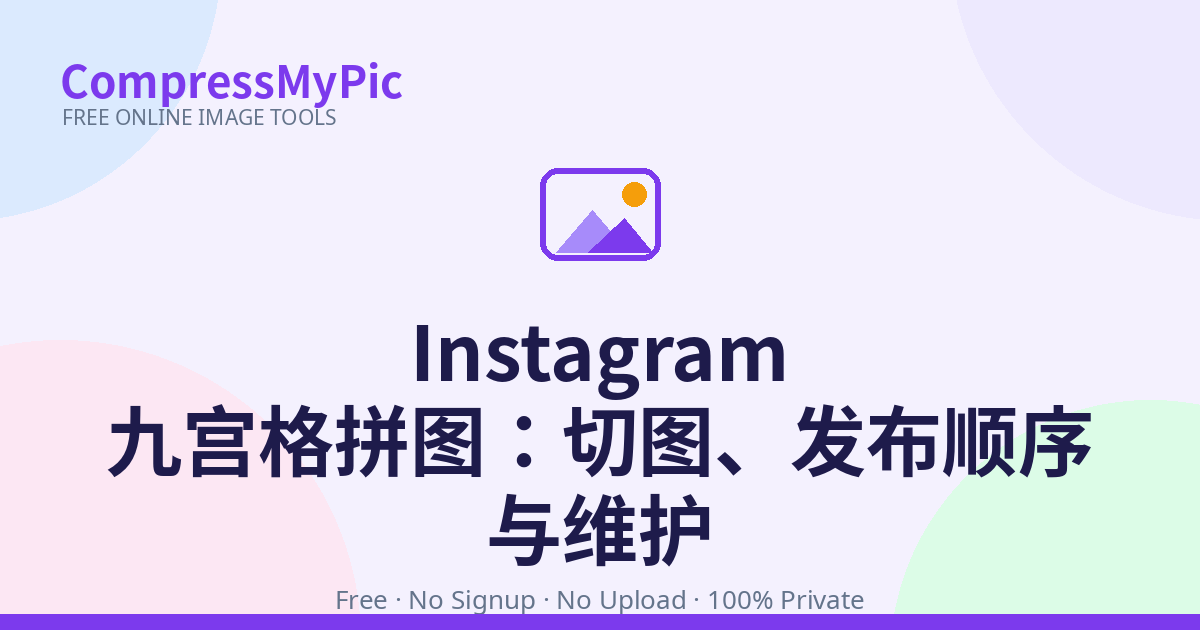 CompressMyPic
FREE ONLINE IMAGE TOOLS
Instagram
九宫格拼图：切图、发布顺序
与维护
Free · No Signup · No Upload · 100% Private